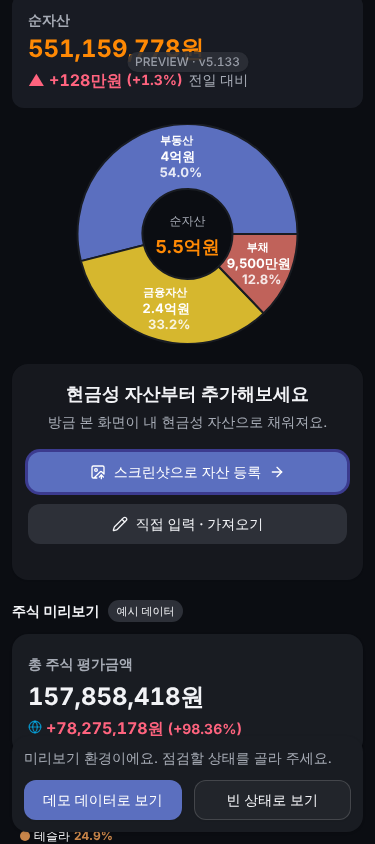 순자산
551,159,778원
PREVIEW · v5.133
▲ +128만원 (+1.3%) 전일 대비
부동산
4억원
54.0%
순자산
5.5억원
부채
9,500만원
12.8%
금융자산
2.4억원
33.2%
현금성 자산부터 추가해보세요
방금 본 화면이 내 현금성 자산으로 채워져요.
스크린샷으로 자산 등록 →
직접 입력 · 가져오기
주식 미리보기 예시 데이터
총 주식 평가금액
157,858,418원
+78,275,178원 (+98.36%)
미리보기 환경이에요. 점검할 상태를 골라 주세요.
데모 데이터로 보기
빈 상태로 보기
테슬라 24.9%